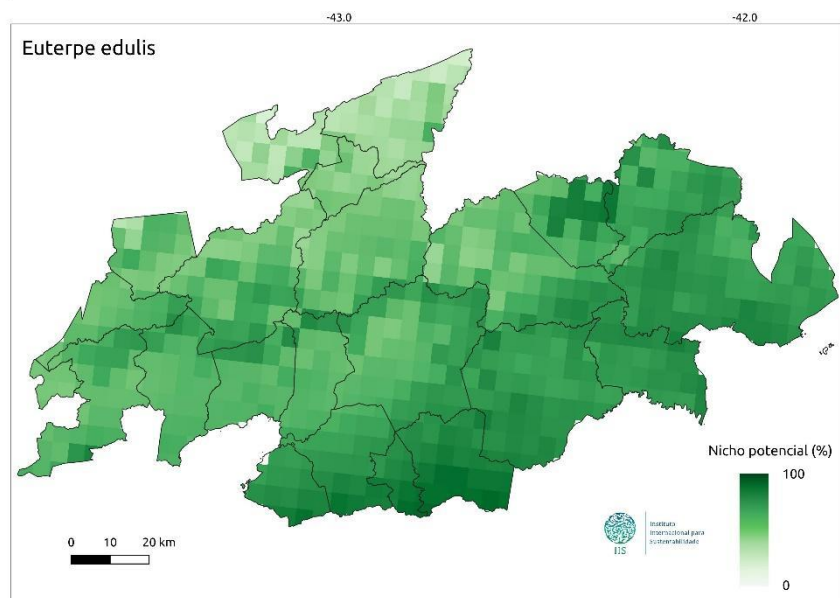 -43.0
-42.0
Euterpe edulis
Nicho potencial (%)
100
0
0 10 20 km
IIS
Instituto
Internacional para
Sustentabilidade